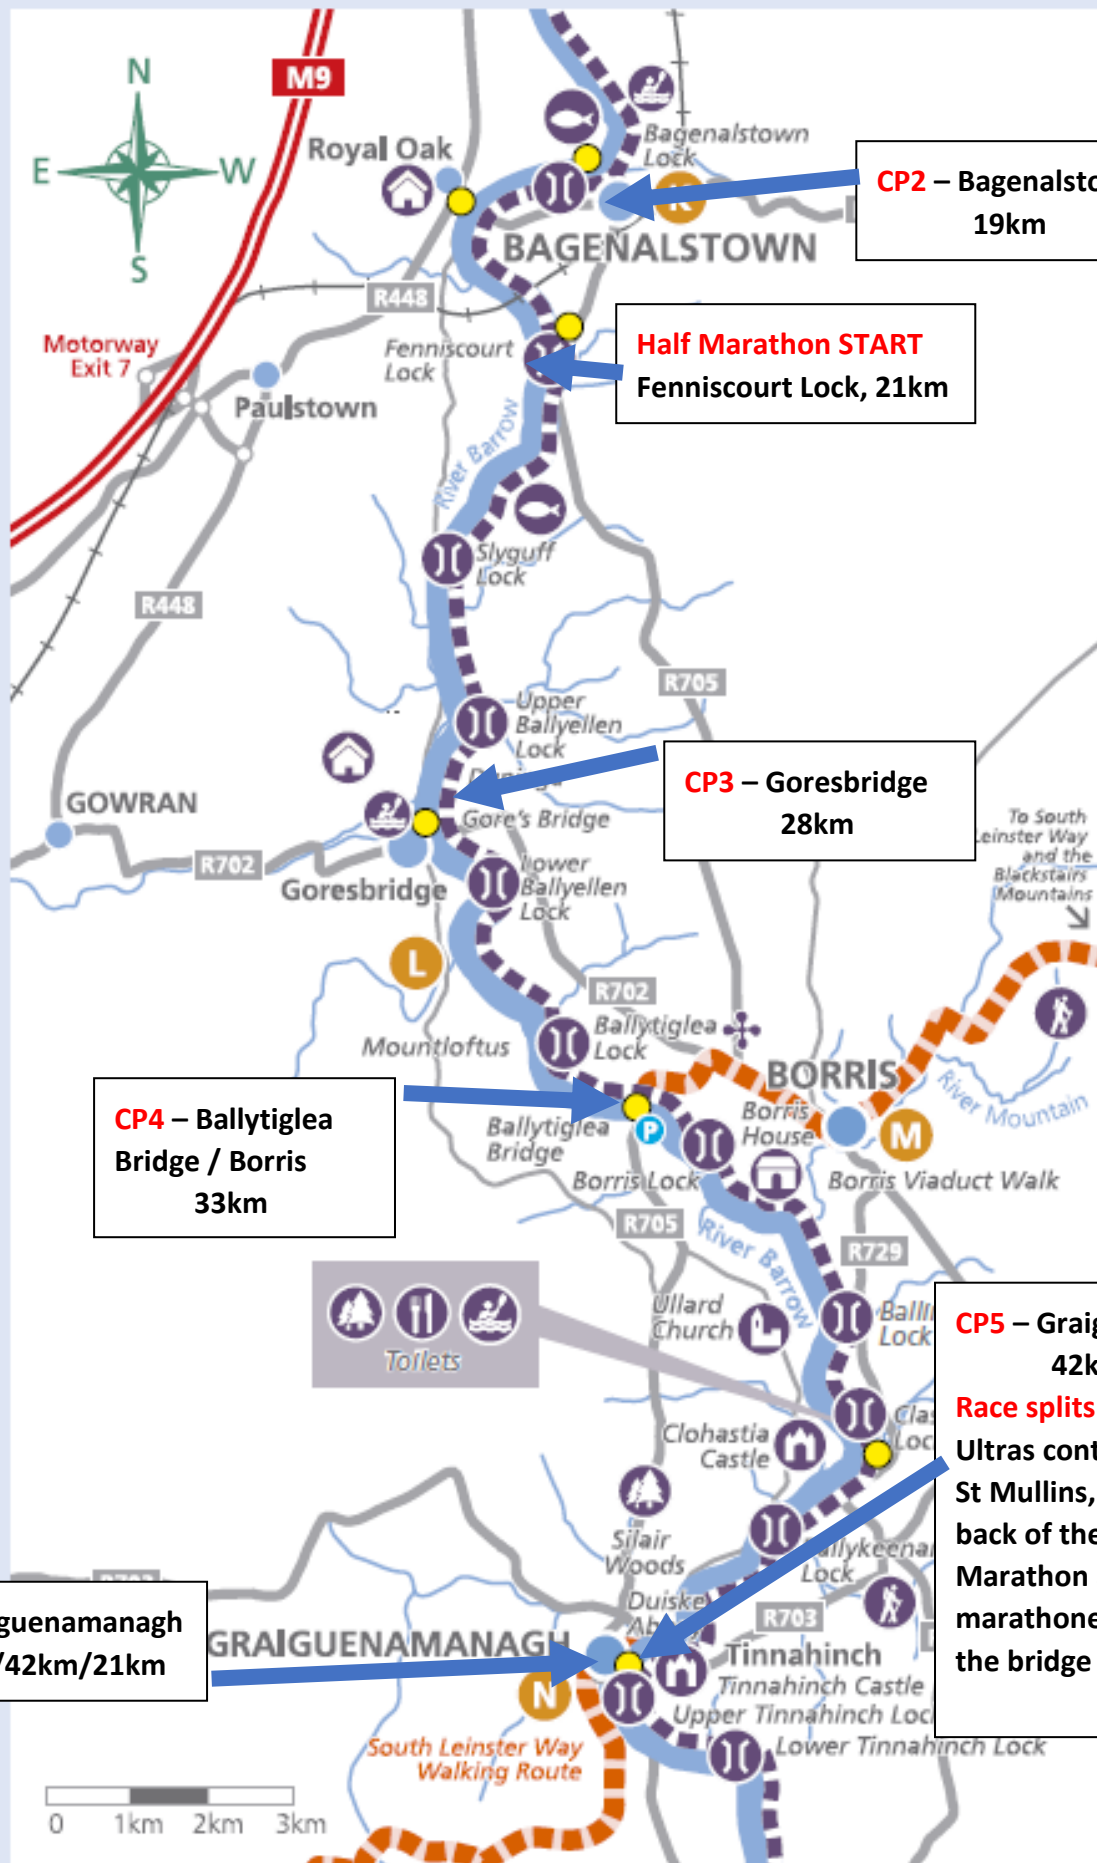 M9
N
E
W
S
Royal Oak
Bagenalstown
Lock
CP2 – Bagenalsto
19km
K
BAGENALSTOWN
R448
Motorway
Exit 7
Fenniscourt
Lock
Half Marathon START
Fenniscourt Lock, 21km
Paulstown
River Barrow
Slyguff
Lock
R448
R705
Upper
Ballyellen
Lock
CP3 – Goresbridge
28km
GOWRAN
Gore's Bridge
R702
Goresbridge
Lower
Ballyellen
Lock
To South
Leinster Way
and the
Blackstairs
Mountains
L
R702
Mountloftus
Ballytiglea
Lock
BORRIS
River Mountain
CP4 – Ballytiglea
Bridge / Borris
33km
Ballytiglea
Bridge
P
Borris
House
M
Borris Lock
Borris Viaduct Walk
R705
River Barrow
R729
Toilets
Ullard
Church
Balli
Lock
CP5 – Graig
42k
Race splits
Ultras cont
St Mullins,
back of the
Marathon
marathone
the bridge
Clohastia
Castle
Clas
Loc
Silair
Woods
allykeena
Lock
Duiske
Ab
R703
guenamanagh
/42km/21km
GRAIGUENAMANAGH
Tinnahinch
Tinnahinch Castle
N
Upper Tinnahinch Loc
South Leinster Way
Walking Route
Lower Tinnahinch Lock
0 1km 2km 3km